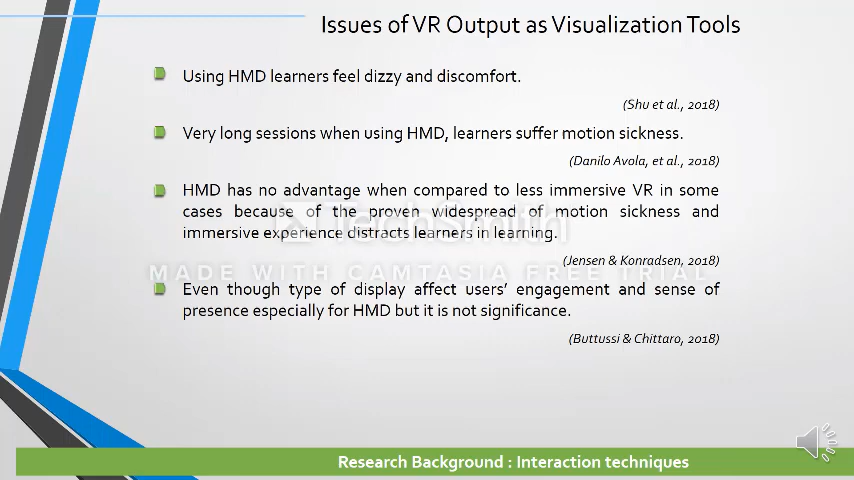 Issues of VR Output as Visualization Tools
Using HMD learners feel dizzy and discomfort.
(Shu et al., 2018)
Very long sessions when using HMD, learners suffer motion sickness.
(Danilo Avola, et al., 2018)
HMD has no advantage when compared to less immersive VR in some
cases because of the proven widespread of motion sickness and
immersive experience distracts learners in learning.
TechSmith
(Jensen & Konradsen, 2018)
MADE WITH CAMTASIA FREE TRIAL
Even though type of display affect users' engagement and sense of
presence especially for HMD but it is not significance.
(Buttussi & Chittaro, 2018)
Research Background : Interaction techniques